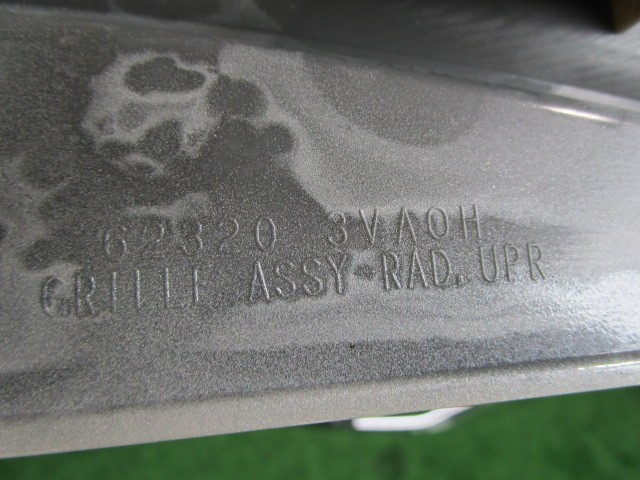 62320 3VA0H
GRILLE ASSY-RAD, UPR